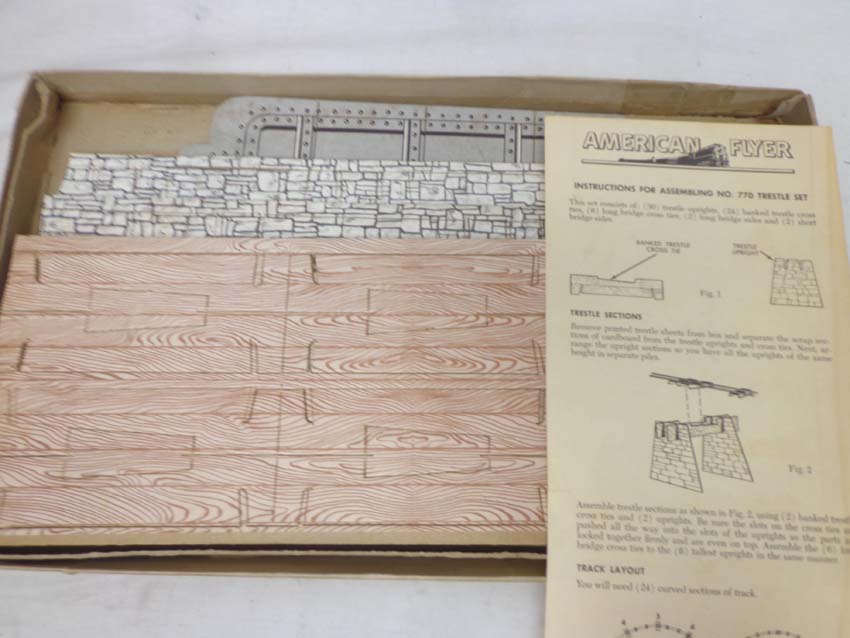 AMERICAN FLYER
INSTRUCTIONS FOR ASSEMBLING NO. 770 TRESTLE SET
This set consists of: (30) trestle uprights, (24) banked trestle cross
ties, (6) long bridge cross ties, (2) long bridge sides and (2) short
bridge sides.
BANKED TRESTLE
CROSS TIE
TRESTLE
UPRIGHT
Fig. 1
TRESTLE SECTIONS
Remove printed trestle sheets from box and separate the scrap sec-
tions of cardboard from the trestle uprights and cross ties. Next, ar-
range the upright sections so you have all the uprights of the same
height in separate piles.
Fig. 2
Assemble trestle sections as shown in Fig. 2, using (2) banked trestl
cross ties and (2) uprights. Be sure the slots on the cross ties a
pushed all the way into the slots of the uprights so the parts a
locked together firmly and are even on top. Assemble the (6) lo
bridge cross ties to the (6) tallest uprights in the same manner.
TRACK LAYOUT
You will need (24) curved sections of track.
4 5 6